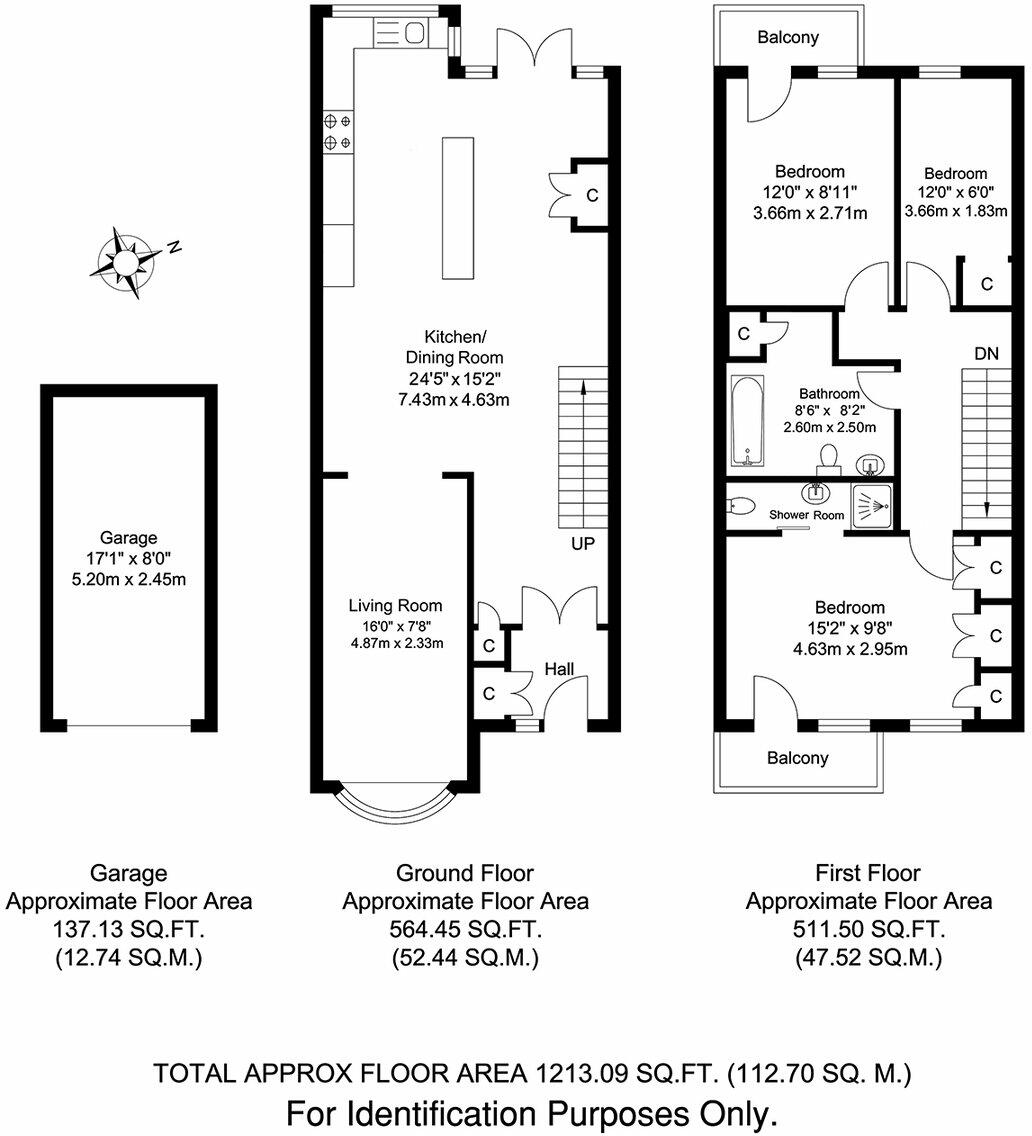 Balcony
Bedroom
12'0" x 8'11"
3.66m x 2.71m
Bedroom
12'0" x 6'0"
3.66m x 1.83m
C
C
N
Kitchen/
Dining Room
24'5" x 15'2"
7.43m x 4.63m
UP
C
DN
Bathroom
8'6" x 8'2"
2.60m x 2.50m
Shower Room
Garage
17'1" x 8'0"
5.20m x 2.45m
Living Room
16'0" x 7'8"
4.87m x 2.33m
C
C
Hall
Bedroom
15'2" x 9'8"
4.63m x 2.95m
C
C
C
Balcony
Garage
Approximate Floor Area
137.13 SQ.FT.
(12.74 SQ.M.)
Ground Floor
Approximate Floor Area
564.45 SQ.FT.
(52.44 SQ.M.)
First Floor
Approximate Floor Area
511.50 SQ.FT.
(47.52 SQ.M.)
TOTAL APPROX FLOOR AREA 1213.09 SQ.FT. (112.70 SQ. M.)
For Identification Purposes Only.